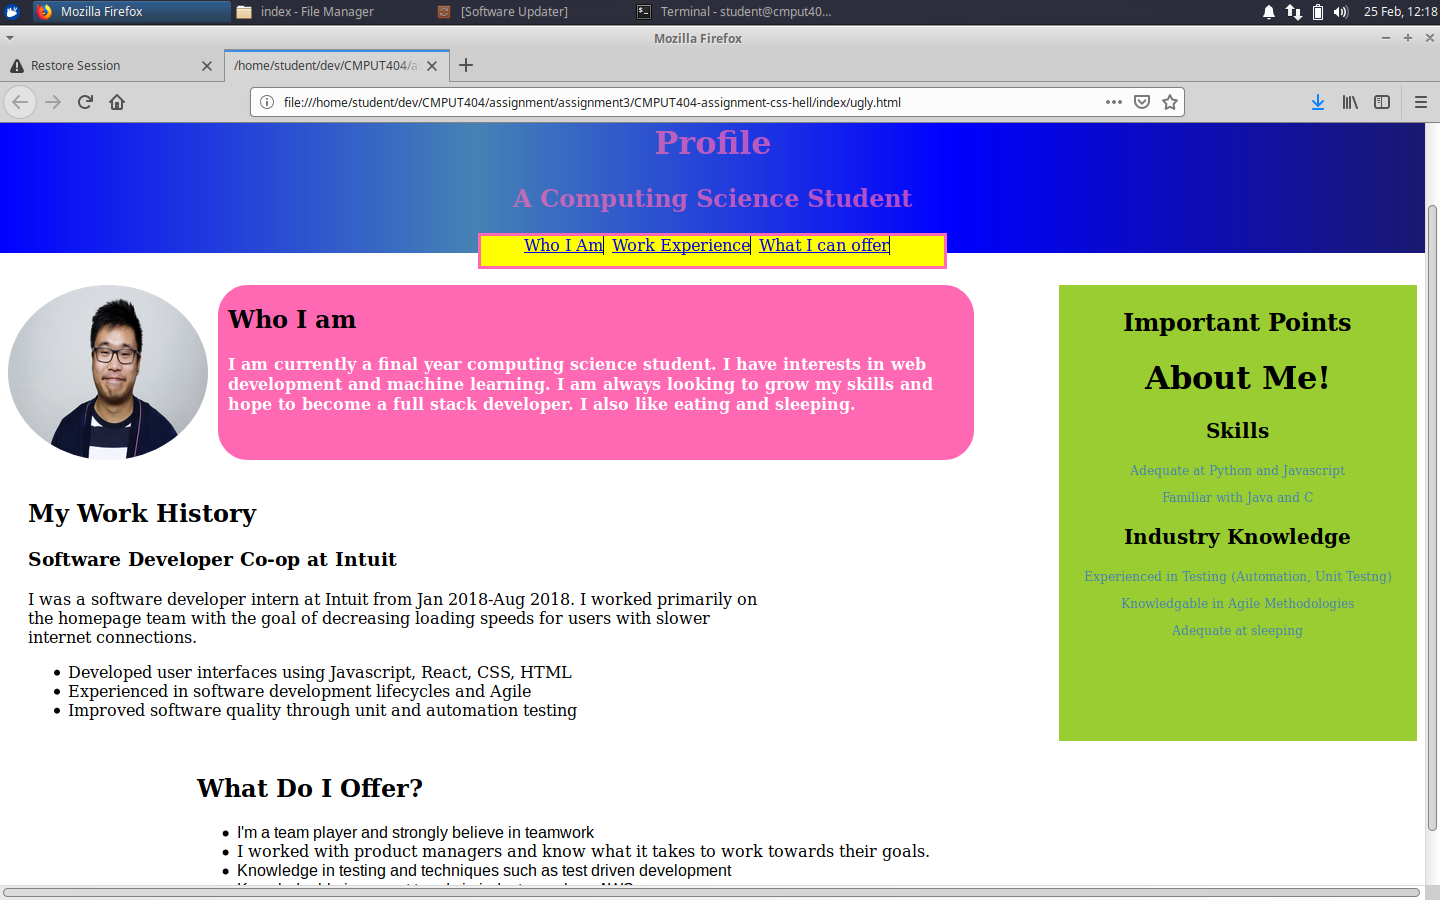 Mozilla Firefox
index - File Manager
[Software Updater]
Terminal - student@cmput40...
25 Feb, 12:18
Mozilla Firefox
Restore Session
/home/student/dev/CMPUT404/a
file:///home/student/dev/CMPUT404/assignment/assignment3/CMPUT404-assignment-css-hell/index/ugly.html
Profile
A Computing Science Student
Who I Am Work Experience What I can offer
Who I am
I am currently a final year computing science student. I have interests in web
development and machine learning. I am always looking to grow my skills and
hope to become a full stack developer. I also like eating and sleeping.
Important Points
About Me!
Skills
Adequate at Python and Javascript
Familiar with Java and C
Industry Knowledge
Experienced in Testing (Automation, Unit Testng)
Knowledgable in Agile Methodologies
Adequate at sleeping
My Work History
Software Developer Co-op at Intuit
I was a software developer intern at Intuit from Jan 2018-Aug 2018. I worked primarily on
the homepage team with the goal of decreasing loading speeds for users with slower
internet connections.
• Developed user interfaces using Javascript, React, CSS, HTML
• Experienced in software development lifecycles and Agile
• Improved software quality through unit and automation testing
What Do I Offer?
• I'm a team player and strongly believe in teamwork
• I worked with product managers and know what it takes to work towards their goals.
• Knowledge in testing and techniques such as test driven development